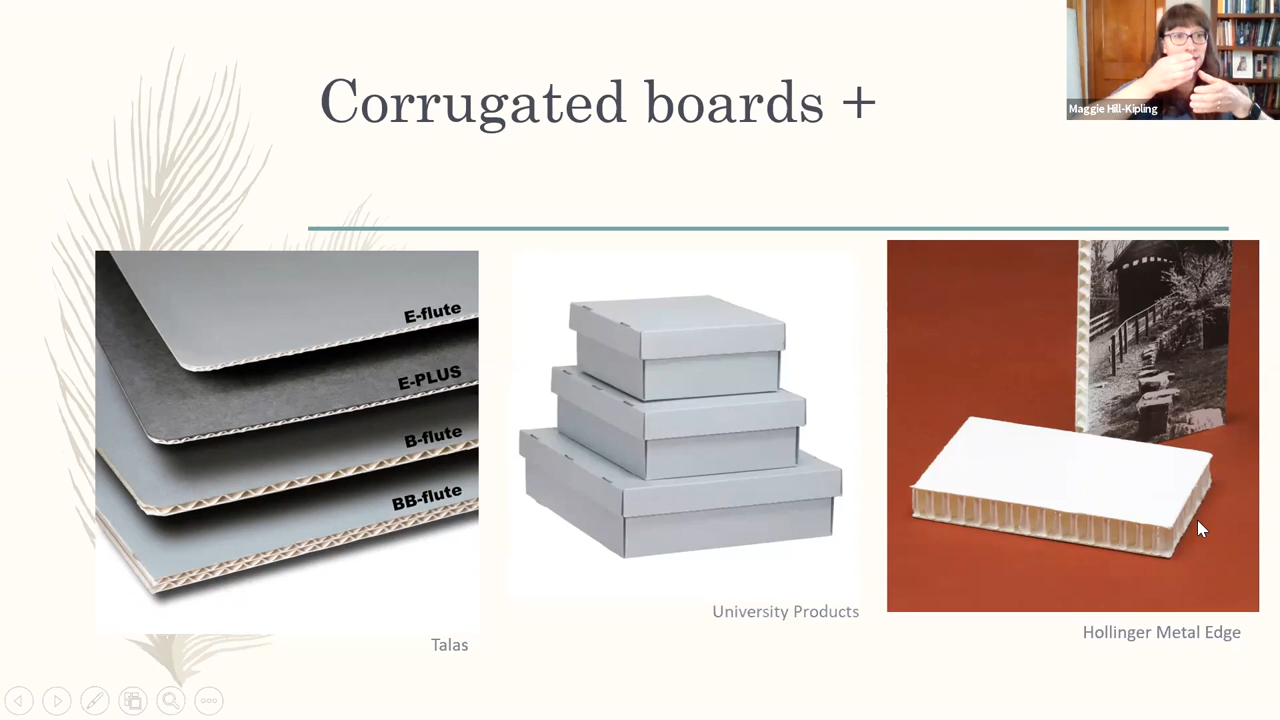 Corrugated boards +
Maggie Hill-Kipling
E-flute
E-PLUS
B-flute
BB-flute
Talas
University Products
Hollinger Metal Edge